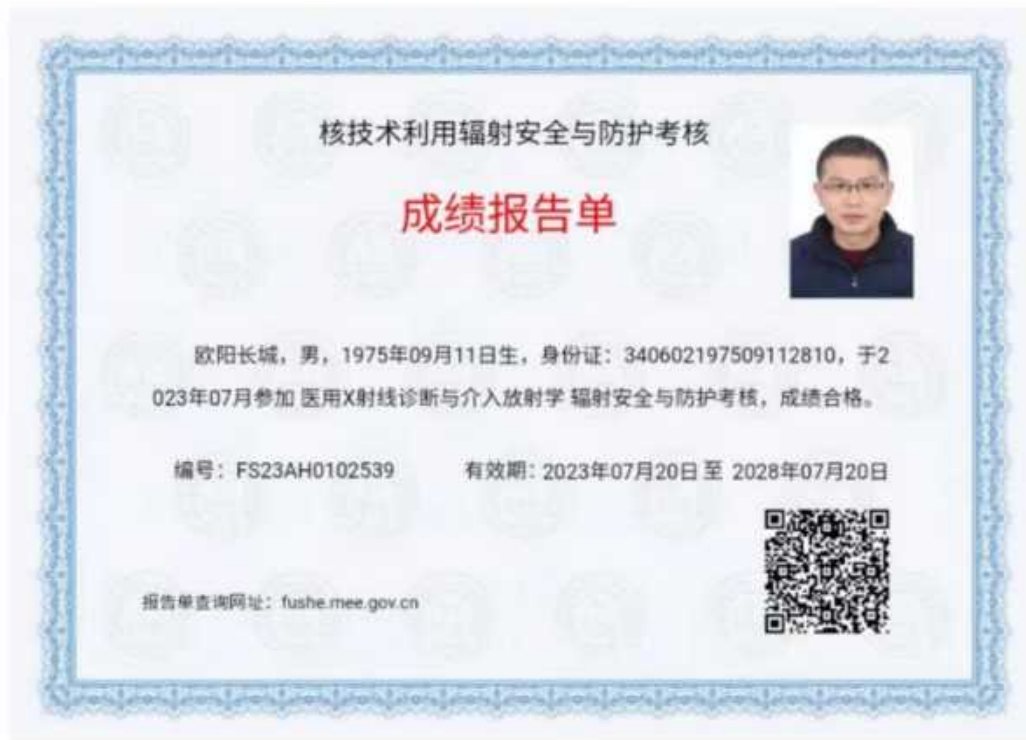 核技术利用辐射安全与防护考核
成绩报告单
欧阳长城，男，1975年09月11日生，身份证：340602197509112810，于2
023年07月参加 医用X射线诊断与介入放射学 辐射安全与防护考核，成绩合格。
编号：FS23AH0102539 有效期：2023年07月20日 至 2028年07月20日
报告单查询网址：fushe.mee.gov.cn